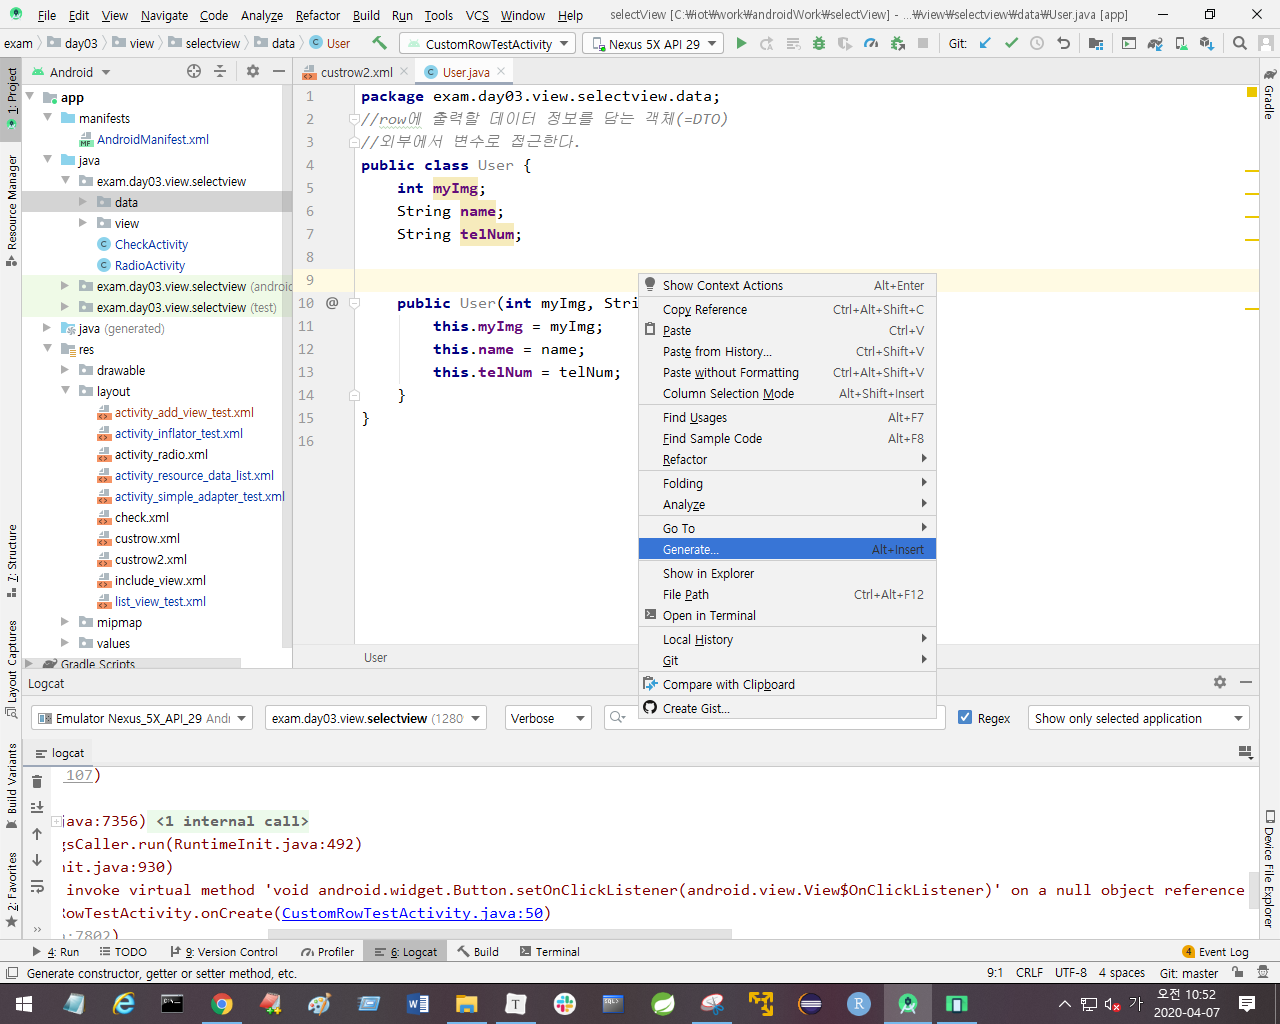 File Edit View Navigate Code Analyze Refactor Build Run Tools VCS Window Help selectView [C:₩iot₩work₩androidWork₩selectView] - ...₩view₩selectview₩data₩User.java [app]
exam day03 view selectview data User CustomRowTestActivity Nexus 5X API 29 Git:
Android
custrow2.xml User.java
1: Project
Resource Manager
7: Structure
Layout Captures
Build Variants
2: Favorites
app
manifests
AndroidManifest.xml
java
exam.day03.view.selectview
data
view
CheckActivity
RadioActivity
exam.day03.view.selectview (androi
exam.day03.view.selectview (test)
java (generated)
res
drawable
layout
activity_add_view_test.xml
activity_inflator_test.xml
activity_radio.xml
activity_resource_data_list.xml
activity_simple_adapter_test.xml
check.xml
custrow.xml
custrow2.xml
include_view.xml
list_view_test.xml
mipmap
values
Gradle Scripts
1 package exam.day03.view.selectview.data;
2 //row에 출력할 데이터 정보를 담는 객체(=DTO)
3 //외부에서 변수로 접근한다.
4 public class User {
5 int myImg;
6 String name;
7 String telNum;
8
9
10 @ public User(int myImg, Stri
11 this.myImg = myImg;
12 this.name = name;
13 this.telNum = telNum;
14 }
15 }
16
User
Show Context Actions Alt+Enter
Copy Reference Ctrl+Alt+Shift+C
Paste Ctrl+V
Paste from History... Ctrl+Shift+V
Paste without Formatting Ctrl+Alt+Shift+V
Column Selection Mode Alt+Shift+Insert
Find Usages Alt+F7
Find Sample Code Alt+F8
Refactor
Folding
Analyze
Go To
Generate... Alt+Insert
Show in Explorer
File Path Ctrl+Alt+F12
Open in Terminal
Local History
Git
Compare with Clipboard
Create Gist...
Gradle
Device File Explorer
Logcat
Emulator Nexus_5X_API_29 Andr exam.day03.view.selectview (1280 Verbose Regex Show only selected application
logcat
107)
java:7356) <1 internal call>
gsCaller.run(RuntimeInit.java:492)
nit.java:930)
invoke virtual method 'void android.widget.Button.setOnClickListener(android.view.View$OnClickListener)' on a null object reference
RowTestActivity.onCreate(CustomRowTestActivity.java:50)
:7802)
4: Run TODO 9: Version Control Profiler 6: Logcat Build Terminal 4 Event Log
Generate constructor, getter or setter method, etc. 9:1 CRLF UTF-8 4 spaces Git: master
가 오전 10:52
2020-04-07